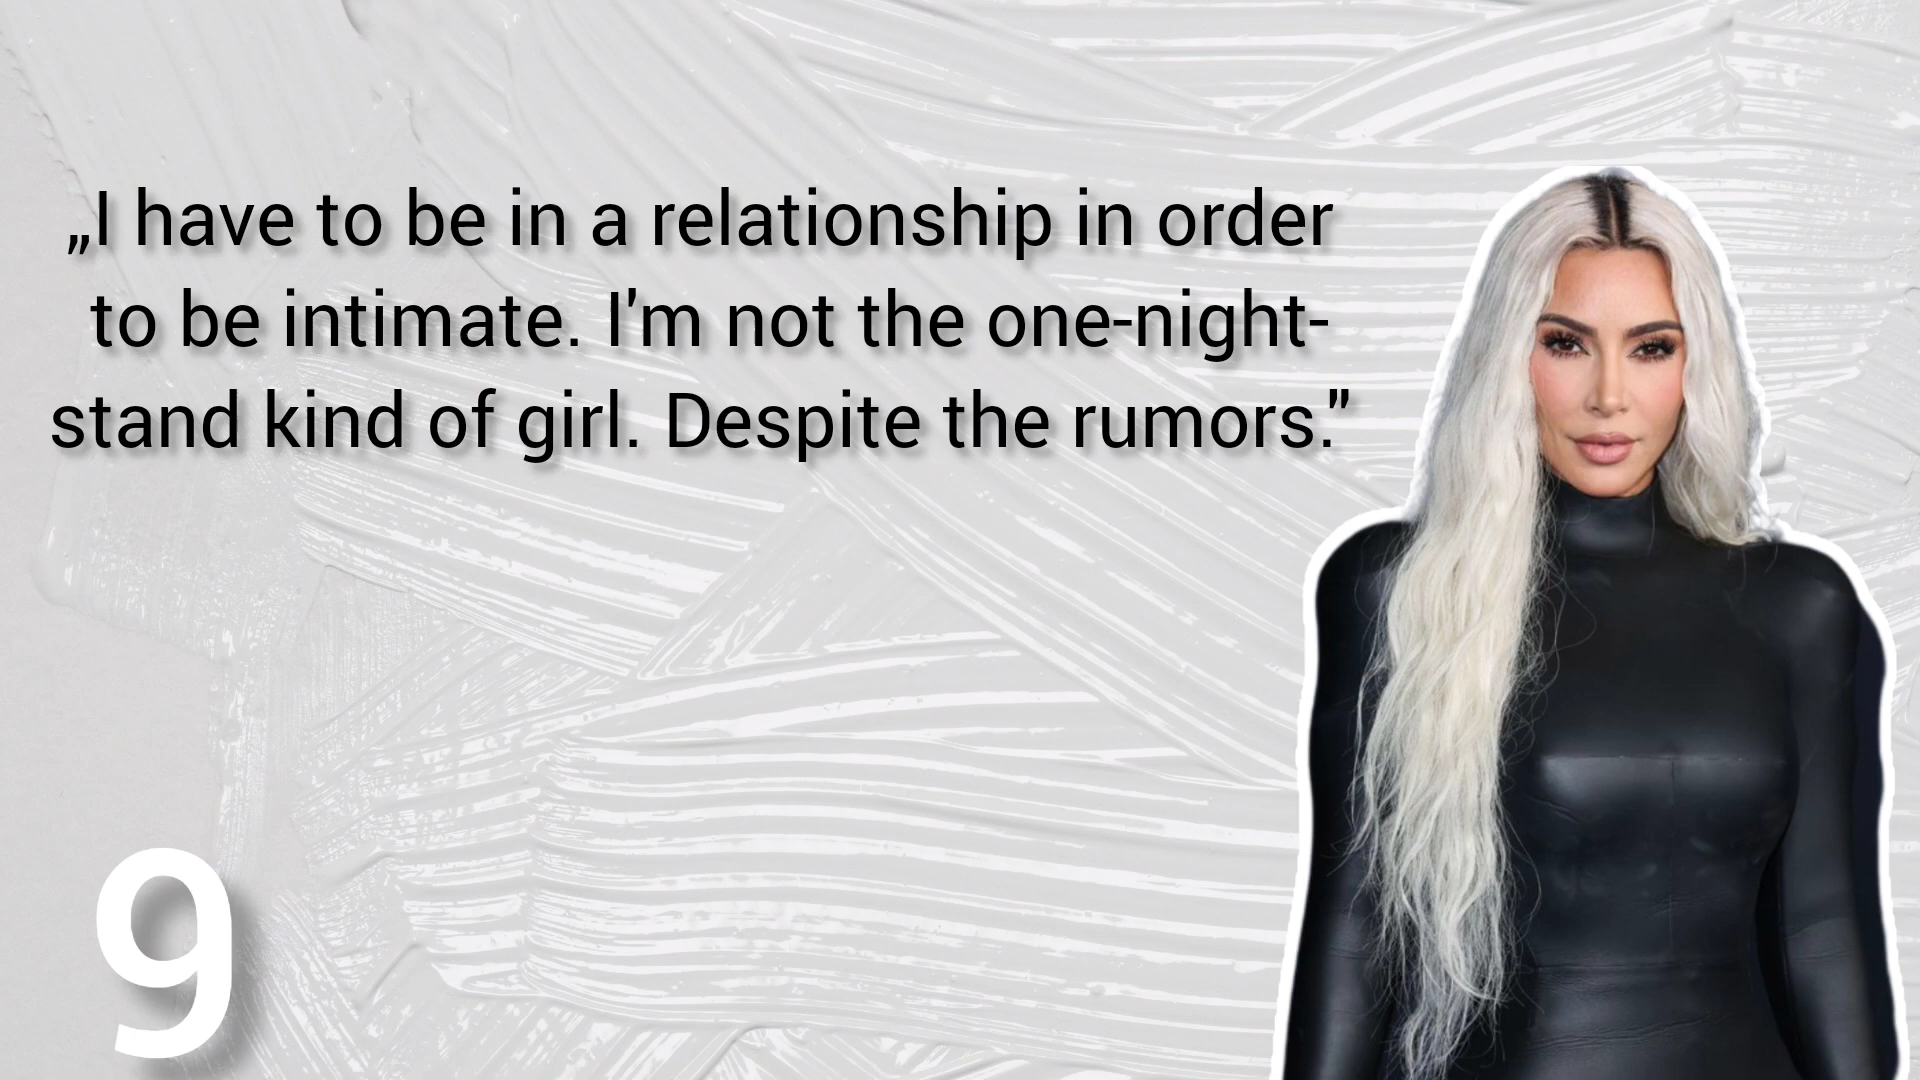 „I have to be in a relationship in order
to be intimate. I'm not the one-night-
stand kind of girl. Despite the rumors."
9